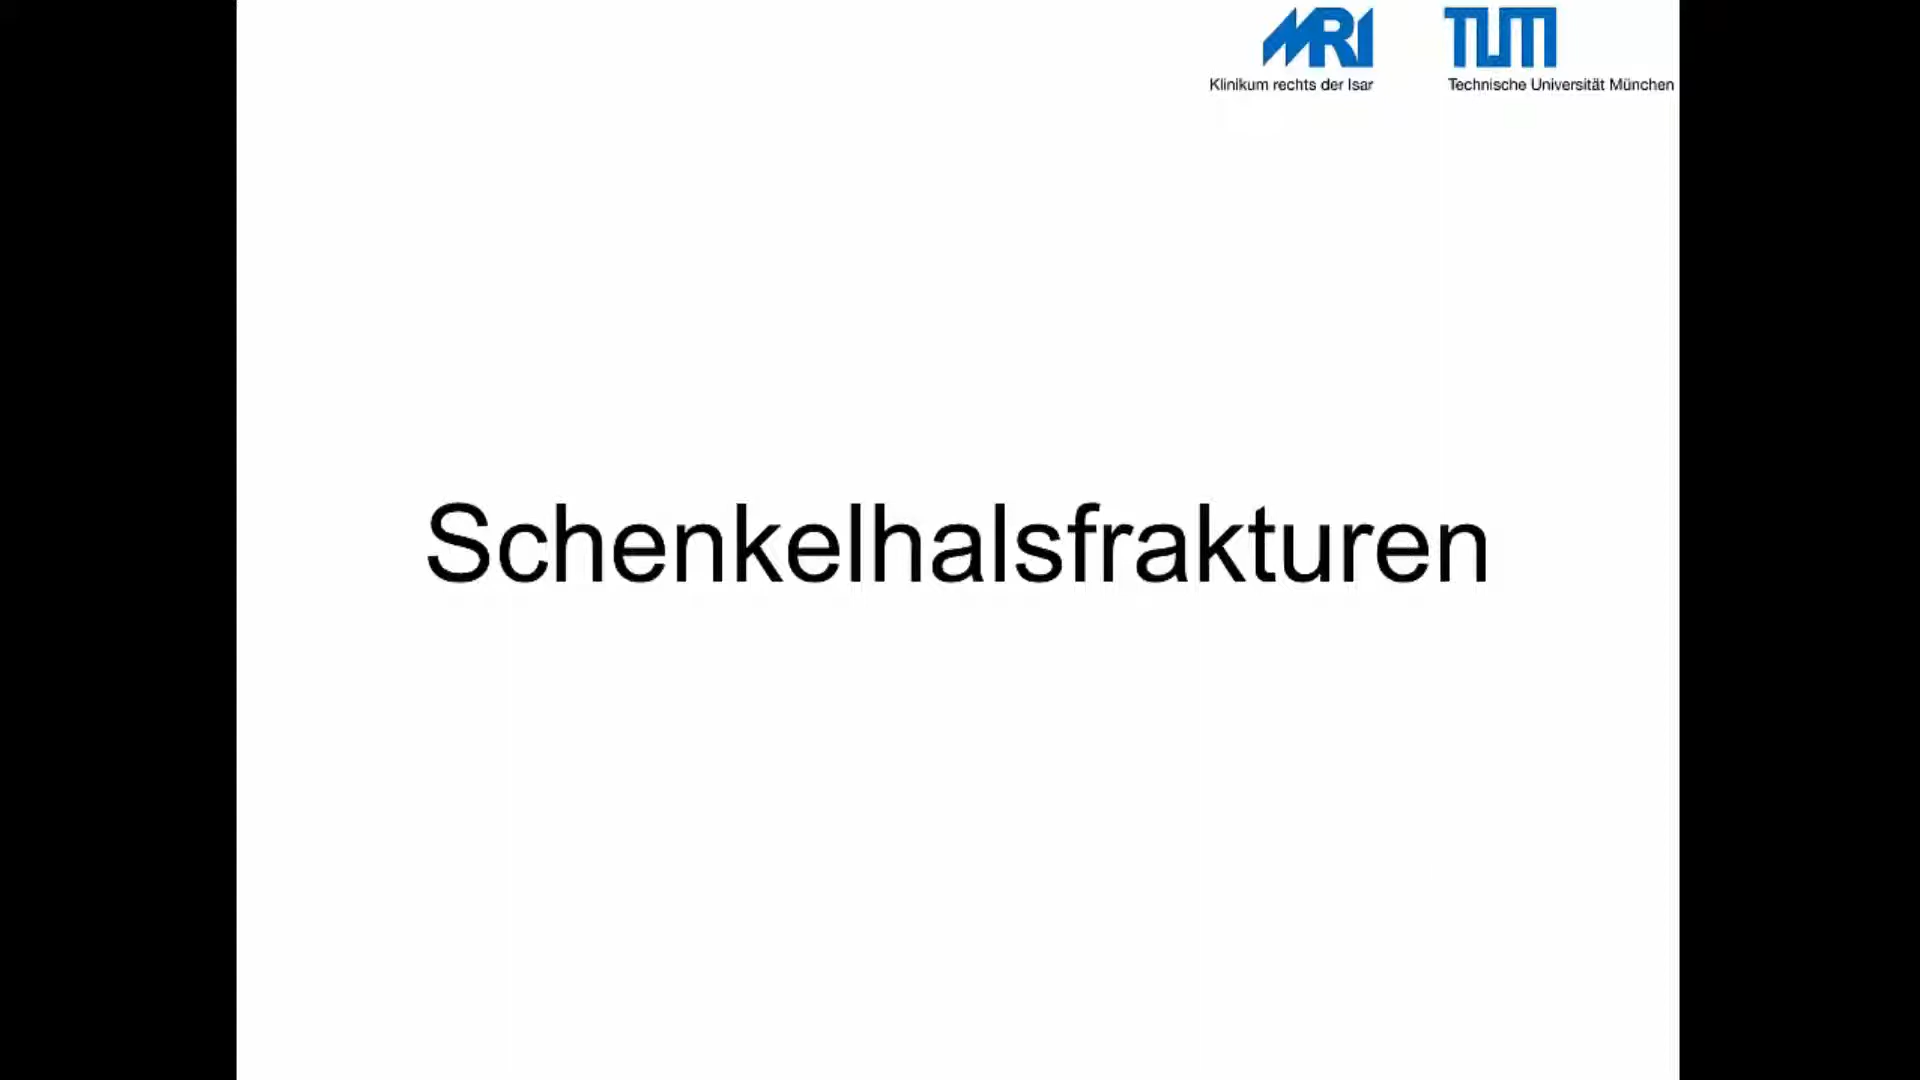 MRI TUM
Klinikum rechts der Isar Technische Universität München
Schenkelhalsfrakturen